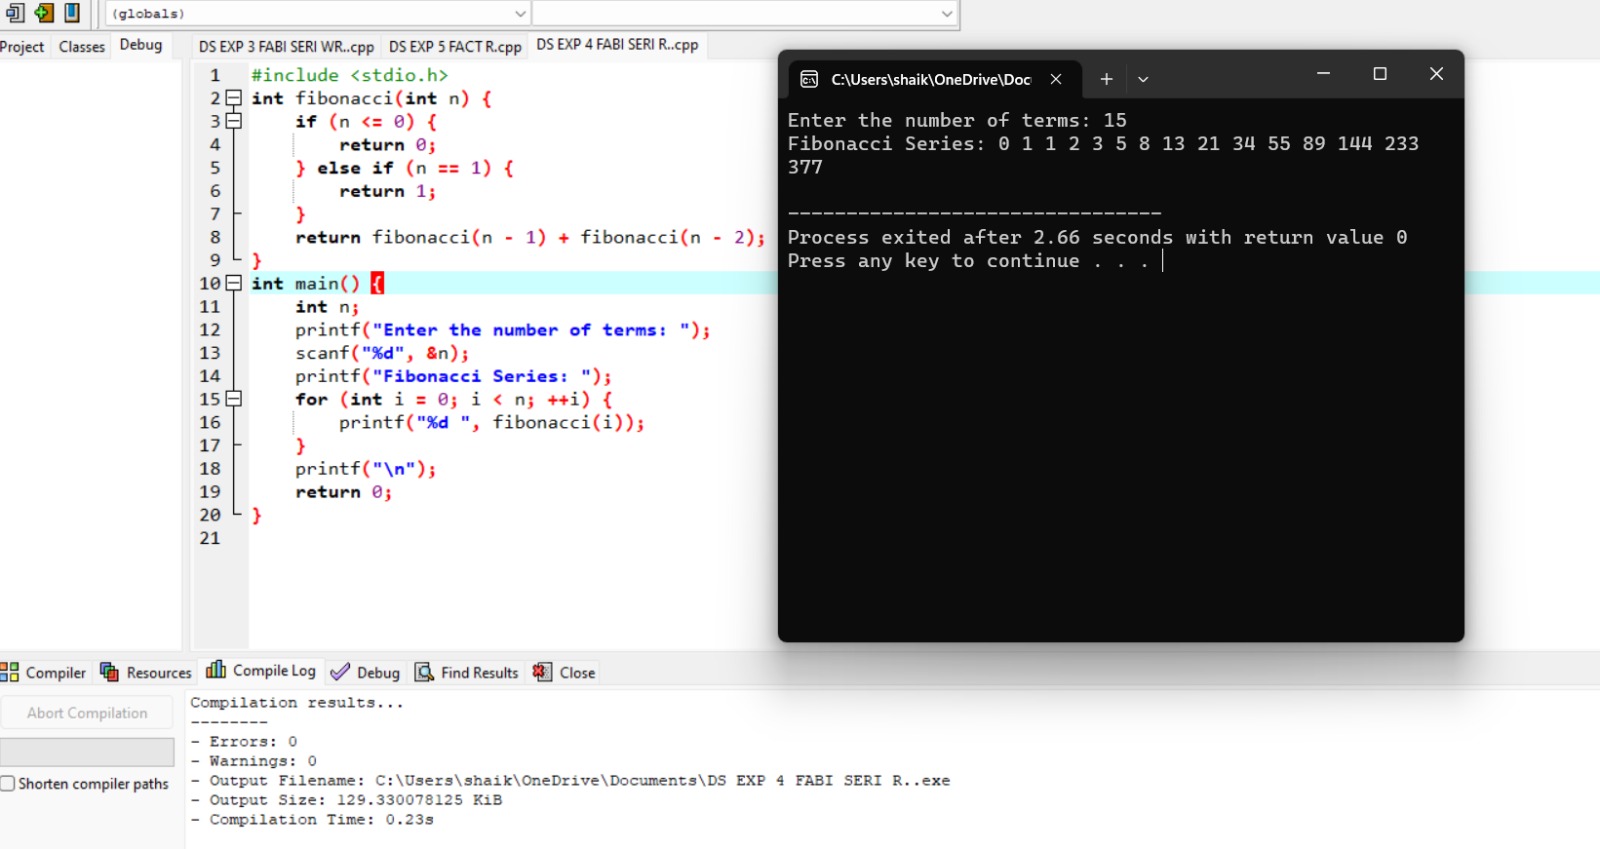 (globals)
Project Classes Debug
DS EXP 3 FABI SERI WR..cpp DS EXP 5 FACT R.cpp DS EXP 4 FABI SERI R..cpp
1 #include <stdio.h>
2 int fibonacci(int n) {
3 if (n <= 0) {
4 return 0;
5 } else if (n == 1) {
6 return 1;
7 }
8 return fibonacci(n - 1) + fibonacci(n - 2);
9 }
10 int main() {
11 int n;
12 printf("Enter the number of terms: ");
13 scanf("%d", &n);
14 printf("Fibonacci Series: ");
15 for (int i = 0; i < n; ++i) {
16 printf("%d ", fibonacci(i));
17 }
18 printf("\n");
19 return 0;
20 }
21
C:\Users\shaik\OneDrive\Doc
Enter the number of terms: 15
Fibonacci Series: 0 1 1 2 3 5 8 13 21 34 55 89 144 233
377
--------------------------------
Process exited after 2.66 seconds with return value 0
Press any key to continue . . .
Compiler Resources Compile Log Debug Find Results Close
Abort Compilation
Shorten compiler paths
Compilation results...
--------
- Errors: 0
- Warnings: 0
- Output Filename: C:\Users\shaik\OneDrive\Documents\DS EXP 4 FABI SERI R..exe
- Output Size: 129.330078125 KiB
- Compilation Time: 0.23s